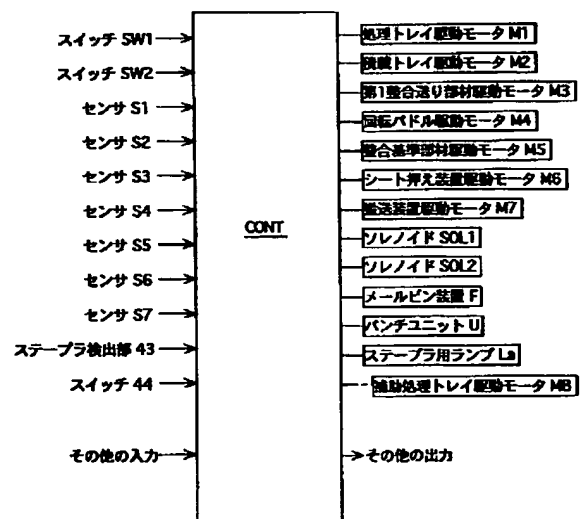 スイッチ SW1
スイッチ SW2
センサ S1
センサ S2
センサ S3
センサ S4
センサ S5
センサ S6
センサ S7
ステープラ検出部 43
スイッチ 44
その他の入力
CONT
処理トレイ駆動モータ M1
積載トレイ駆動モータ M2
第1整合送り部材駆動モータ M3
回転パドル駆動モータ M4
整合基準部材駆動モータ M5
シート押え装置駆動モータ M6
搬送装置駆動モータ M7
ソレノイド SOL1
ソレノイド SOL2
メールビン装置 F
パンチユニット U
ステープラ用ランプ La
補助処理トレイ駆動モータ M8
その他の出力